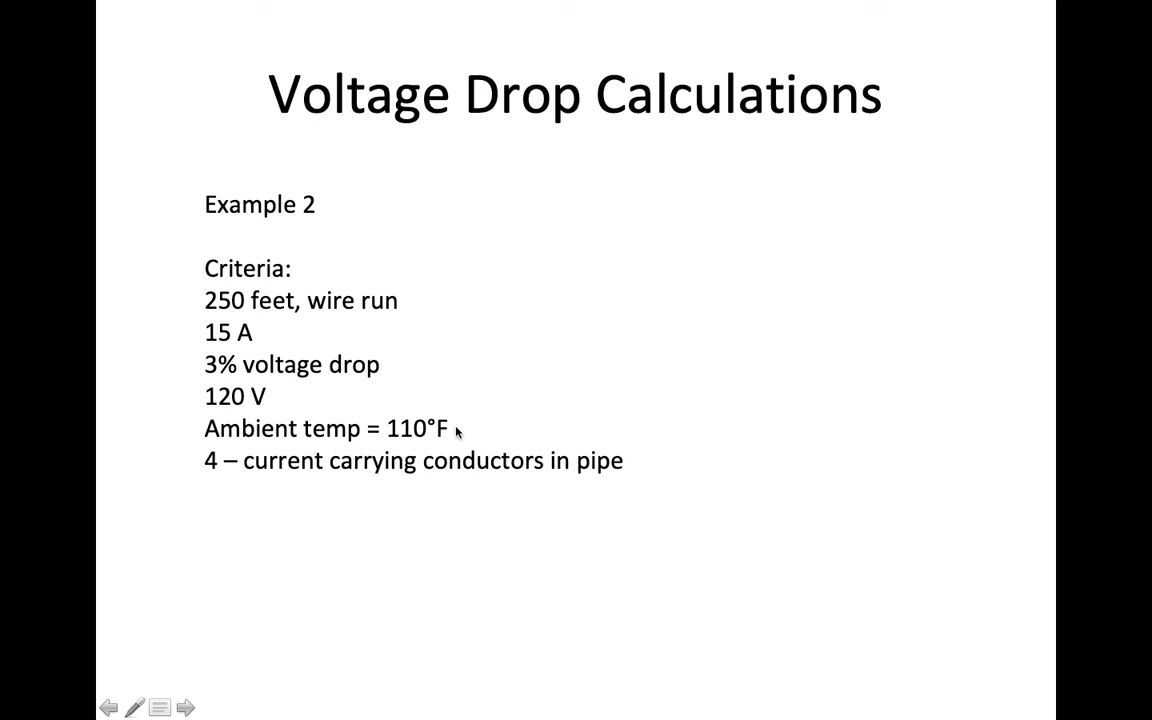 Voltage Drop Calculations
Example 2
Criteria:
250 feet, wire run
15 A
3% voltage drop
120 V
Ambient temp = 110°F
4 – current carrying conductors in pipe